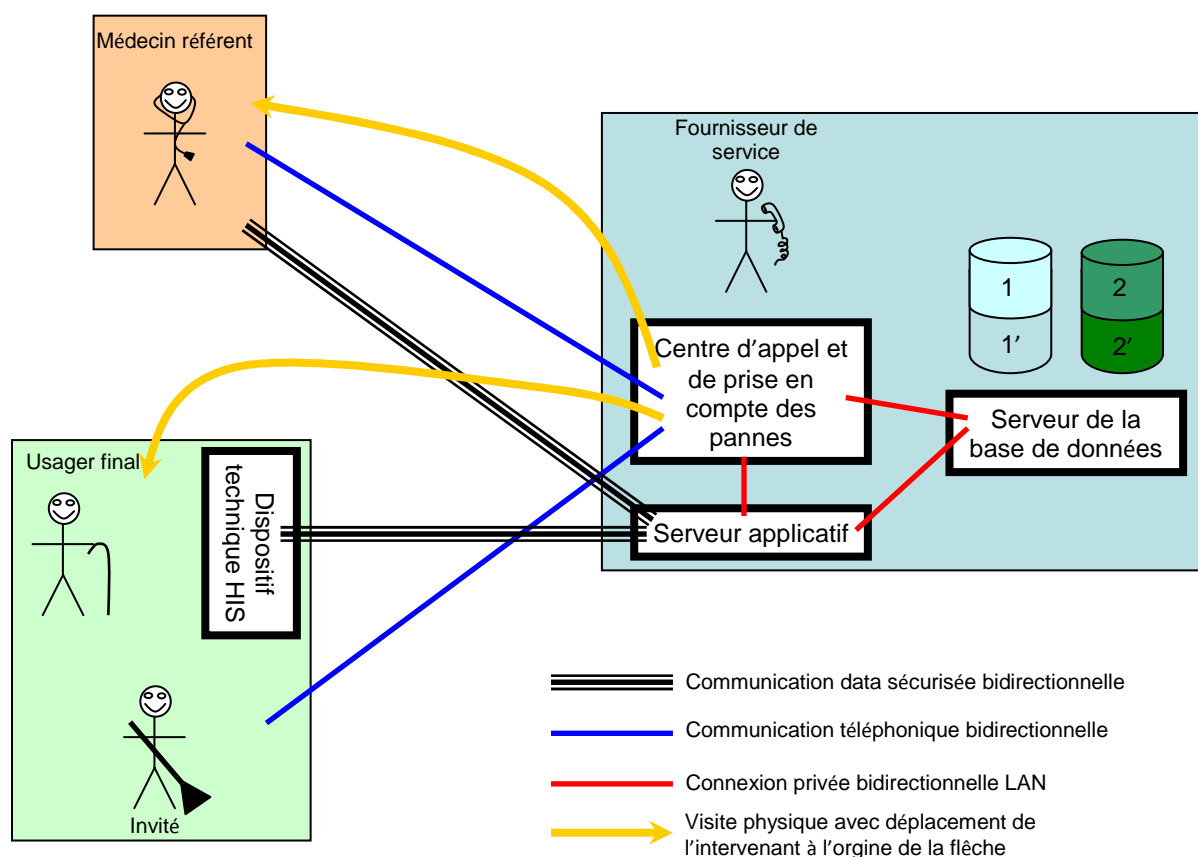 Médecin référent
Fournisseur de
service
1
1’
2
2’
Centre d’appel et
de prise en
compte des
pannes
Serveur de la
base de données
Serveur applicatif
Usager final
Dispositif
technique HIS
Invité
Communication data sécurisée bidirectionnelle
Communication téléphonique bidirectionnelle
Connexion privée bidirectionnelle LAN
Visite physique avec déplacement de
l’intervenant à l’orgine de la flêche